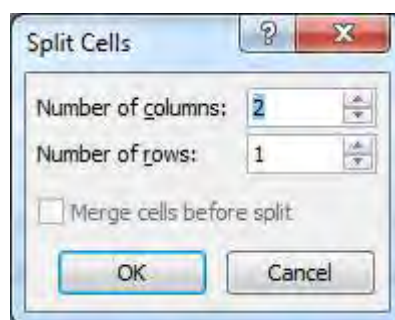 Split Cells
Number of columns: 2
Number of rows: 1
Merge cells before split
OK Cancel